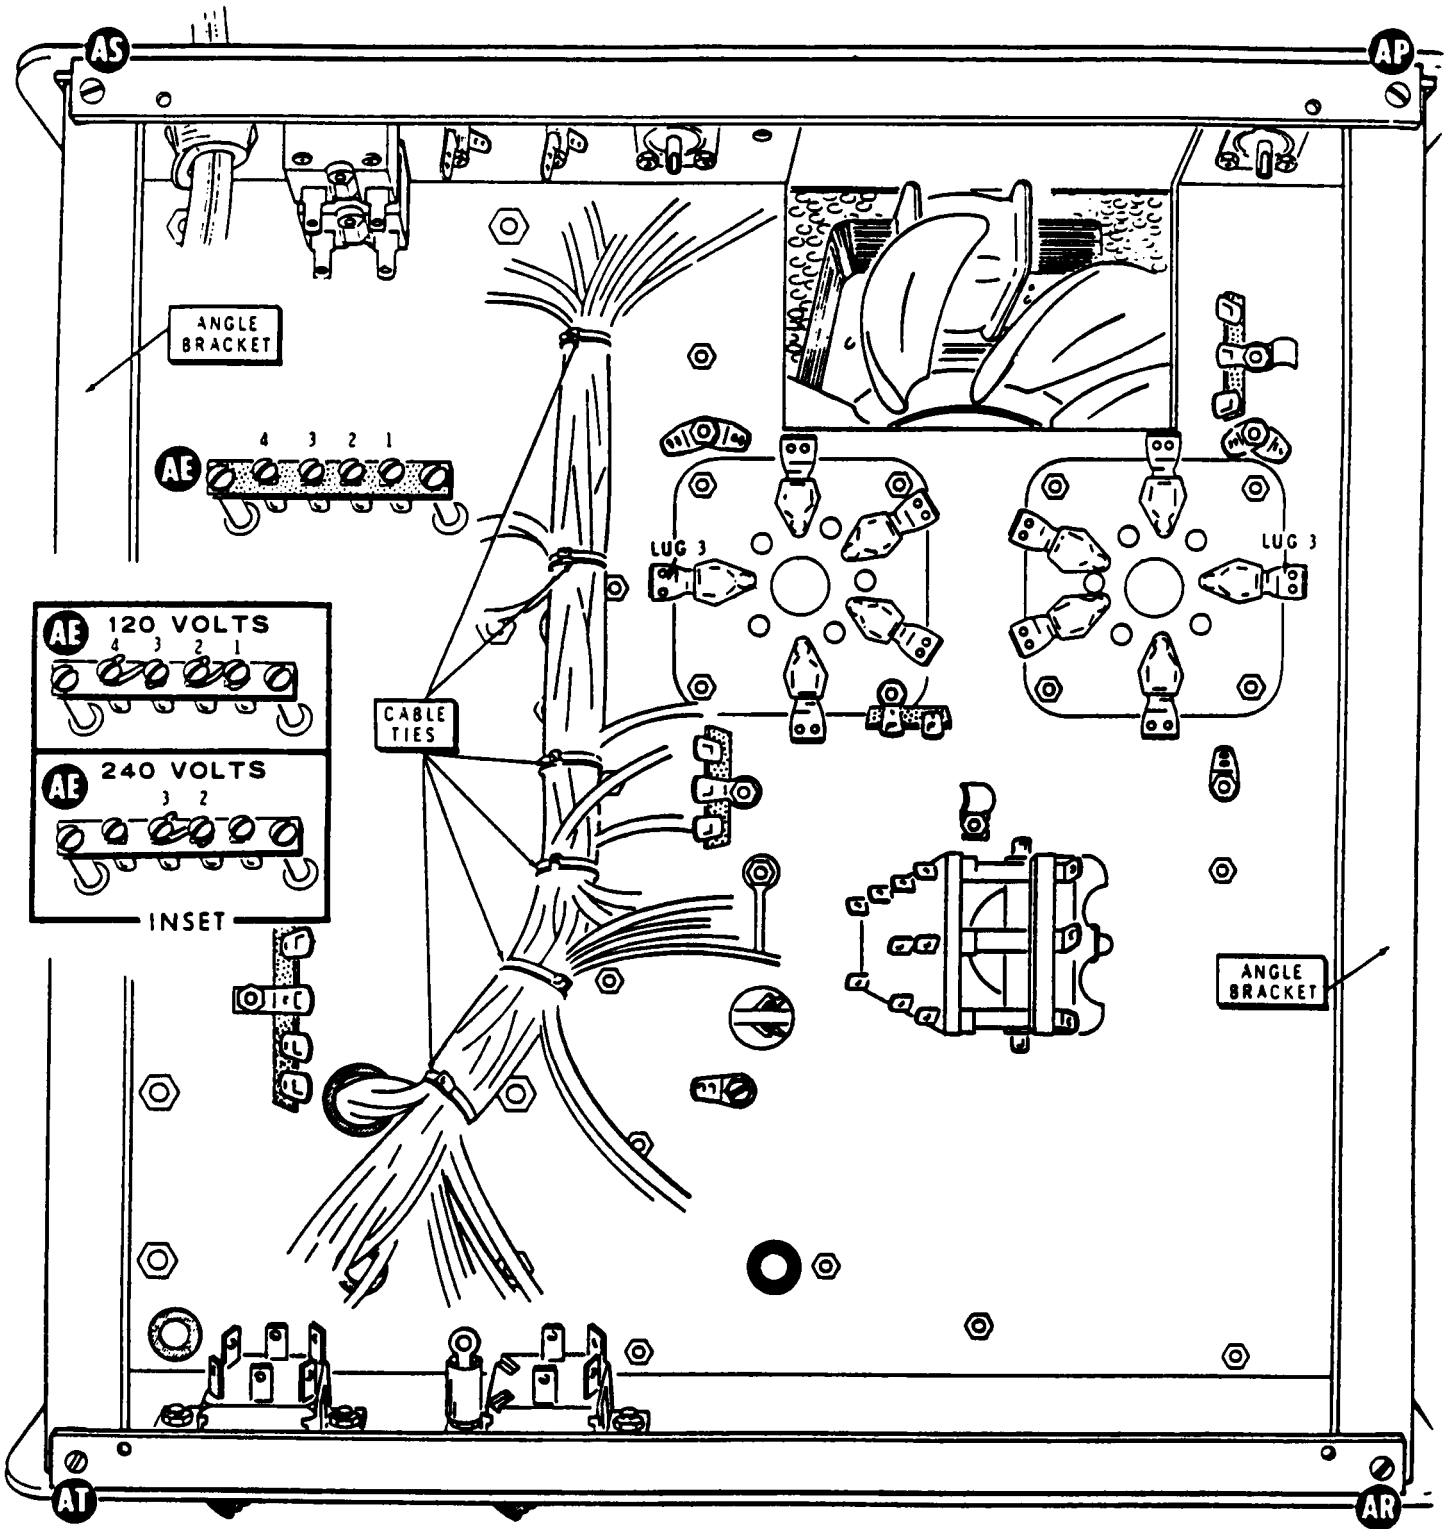 AS
AP
ANGLE
BRACKET
4 3 2 1
AE
LUG 3
LUG 3
AE 120 VOLTS
4 3 2 1
CABLE
TIES
AE 240 VOLTS
3 2
INSET
ANGLE
BRACKET
AT
AR